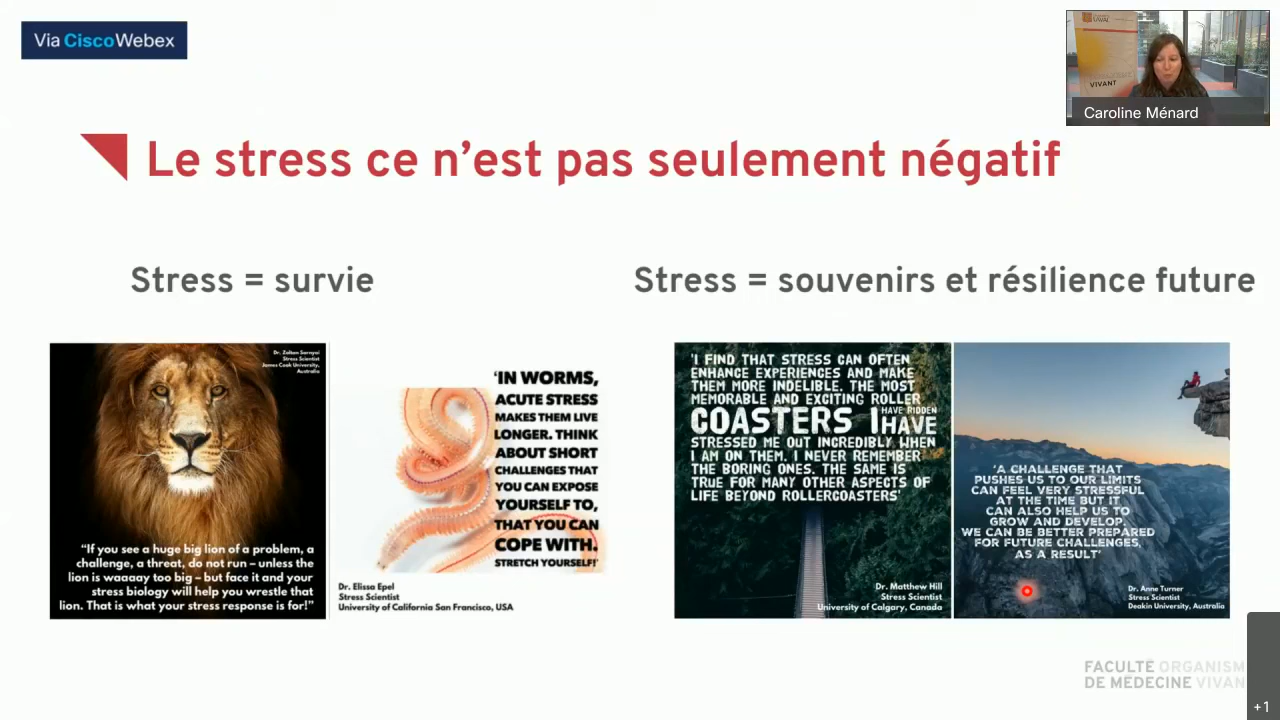 Via Cisco Webex
UNIVERSITÉ
LAVAL
VIVANT
Caroline Ménard
Le stress ce n’est pas seulement négatif
Stress = survie
Stress = souvenirs et résilience future
Dr. Zoltan Sarnyai
Stress Scientist
James Cook University,
Australia
“If you see a huge big lion of a problem, a
challenge, a threat, do not run – unless the
lion is waaaay too big – but face it and your
stress biology will help you wrestle that
lion. That is what your stress response is for!”
‘IN WORMS,
ACUTE STRESS
MAKES THEM LIVE
LONGER. THINK
ABOUT SHORT
CHALLENGES THAT
YOU CAN EXPOSE
YOURSELF TO,
THAT YOU CAN
COPE WITH.
STRETCH YOURSELF!’
Dr. Elissa Epel
Stress Scientist
University of California San Francisco, USA
'I FIND THAT STRESS CAN OFTEN
ENHANCE EXPERIENCES AND MAKE
THEM MORE INDELIBLE. THE MOST
MEMORABLE AND EXCITING ROLLER
COASTERS I HAVE RIDDEN HAVE
STRESSED ME OUT INCREDIBLY WHEN
I AM ON THEM. I NEVER REMEMBER
THE BORING ONES. THE SAME IS
TRUE FOR MANY OTHER ASPECTS OF
LIFE BEYOND ROLLERCOASTERS'
Dr. Matthew Hill
Stress Scientist
University of Calgary, Canada
'A CHALLENGE THAT
PUSHES US TO OUR LIMITS
CAN FEEL VERY STRESSFUL
AT THE TIME BUT IT
CAN ALSO HELP US TO
GROW AND DEVELOP.
WE CAN BE BETTER PREPARED
FOR FUTURE CHALLENGES,
AS A RESULT'
Dr. Anne Turner
Stress Scientist
Deakin University, Australia
FACULTÉ ORGANISM
DE MÉDECINE VIVAN
+1